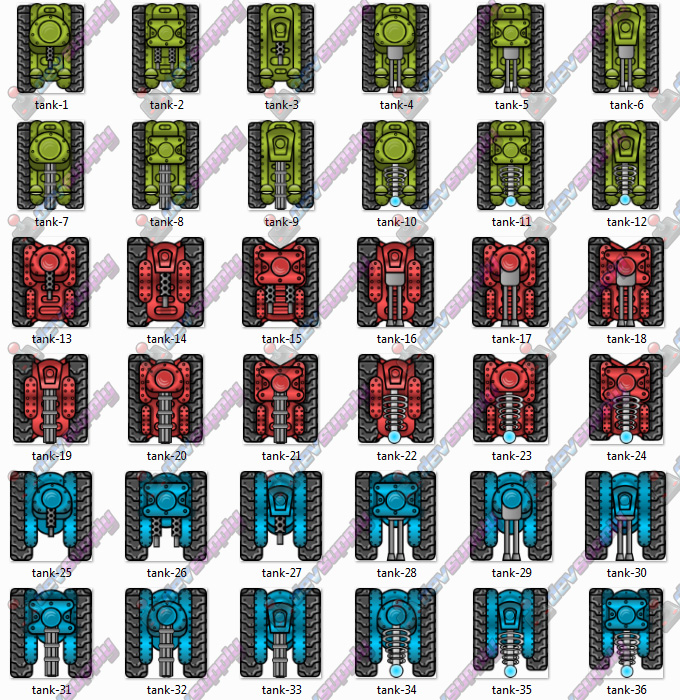 tank-1 tank-2 tank-3 tank-4 tank-5 tank-6
tank-7 tank-8 tank-9 tank-10 tank-11 tank-12
tank-13 tank-14 tank-15 tank-16 tank-17 tank-18
tank-19 tank-20 tank-21 tank-22 tank-23 tank-24
tank-25 tank-26 tank-27 tank-28 tank-29 tank-30
tank-31 tank-32 tank-33 tank-34 tank-35 tank-36